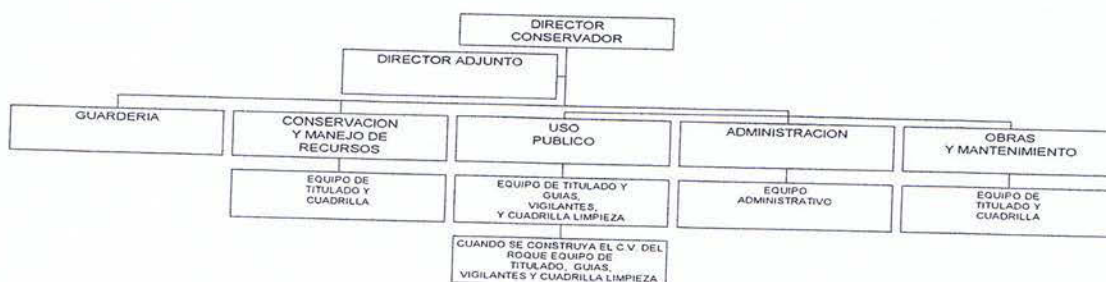 DIRECTOR
CONSERVADOR
DIRECTOR ADJUNTO
GUARDERIA
CONSERVACION
Y MANEJO DE
RECURSOS
USO
PUBLICO
ADMINISTRACION
OBRAS
Y MANTENIMIENTO
EQUIPO DE
TITULADO Y
CUADRILLA
EQUIPO DE TITULADO Y
GUIAS,
VIGILANTES,
Y CUADRILLA LIMPIEZA
EQUIPO
ADMINISTRATIVO
EQUIPO DE
TITULADO Y
CUADRILLA
CUANDO SE CONSTRUYA EL C.V. DEL
ROQUE EQUIPO DE
TITULADO, GUIAS,
VIGILANTES Y CUADRILLA LIMPIEZA